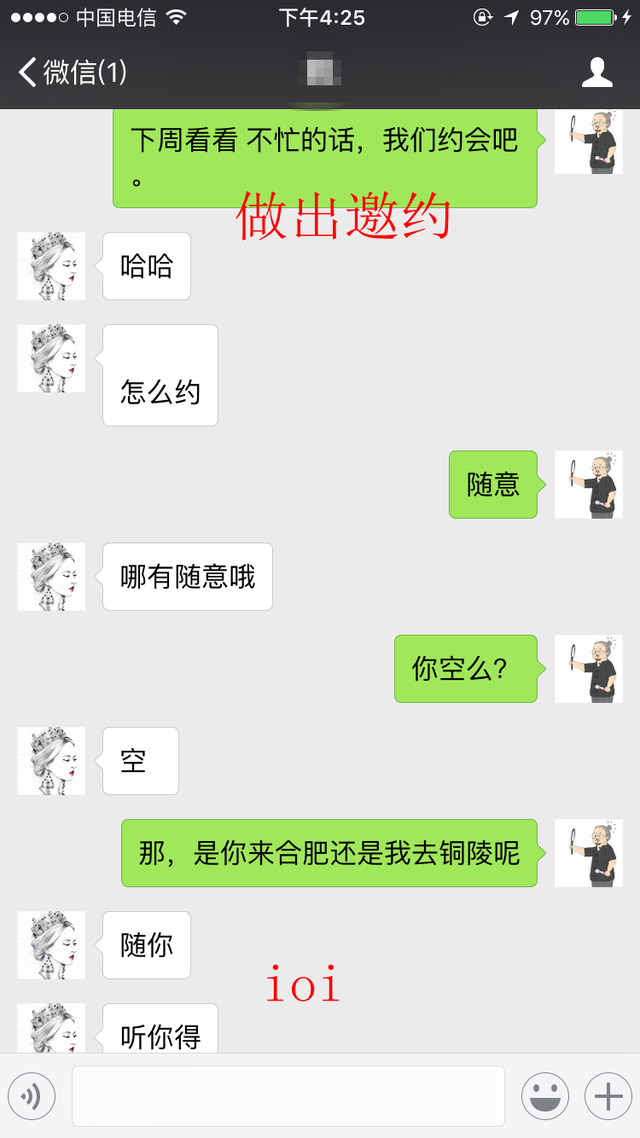 中国电信 下午4:25 97%
微信(1)
下周看看 不忙的话，我们约会吧
。
做出邀约
哈哈
怎么约
随意
哪有随意哦
你空么？
空
那，是你来合肥还是我去铜陵呢
随你
ioi
听你得